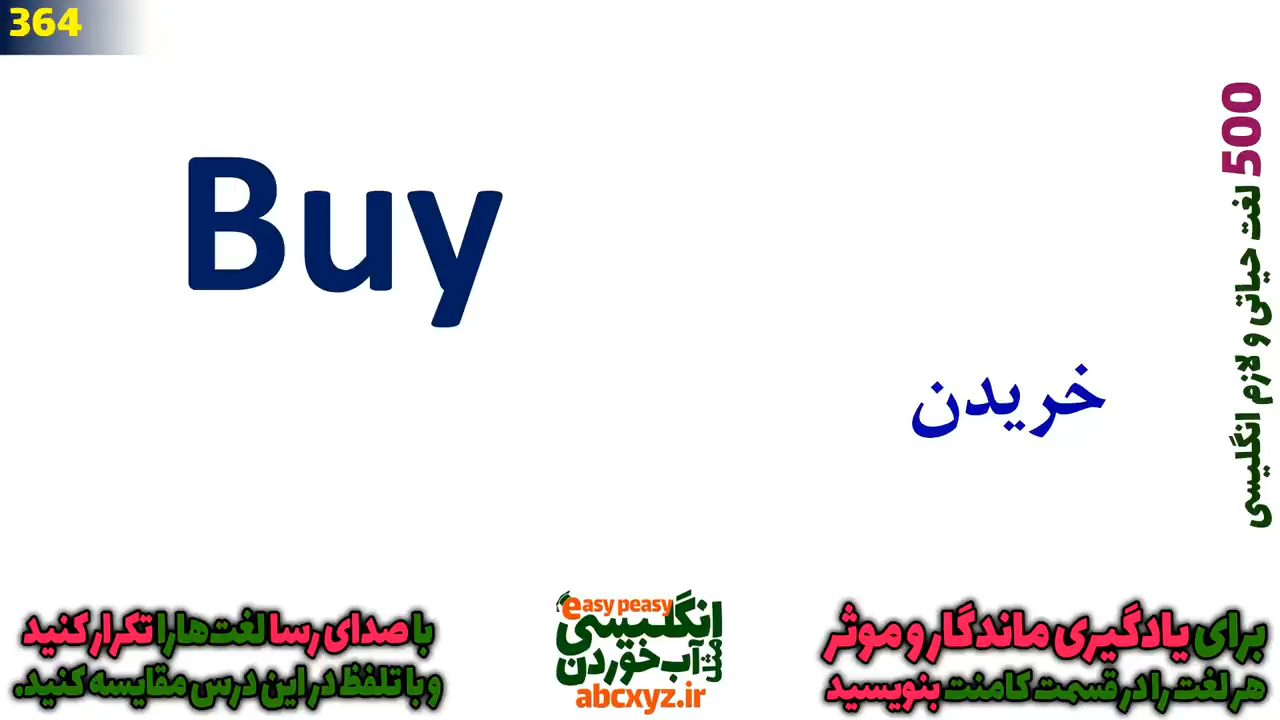 364
Buy
خریدن
500 لغت حیاتی و لازم انگلیسی
با صدای رسا لغت‌ها را تکرار کنید
و با تلفظ در این درس مقایسه کنید.
easy peasy
انگلیسی
مثل آب خوردن
abcxyz.ir
برای یادگیری ماندگار و موثر
هر لغت را در قسمت کامنت بنویسید